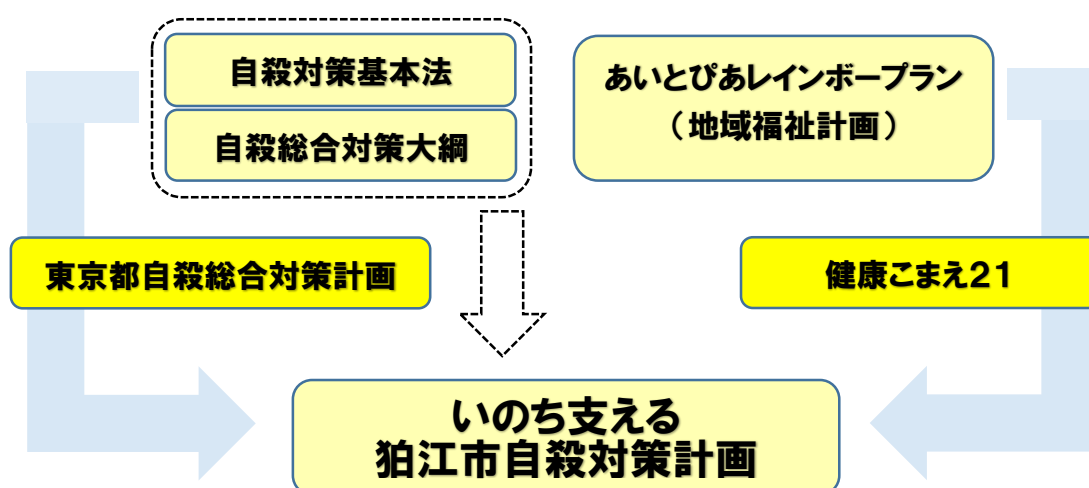 自殺対策基本法
自殺総合対策大綱
あいとぴあレインボープラン
（地域福祉計画）
東京都自殺総合対策計画
健康こまえ21
いのち支える
狛江市自殺対策計画